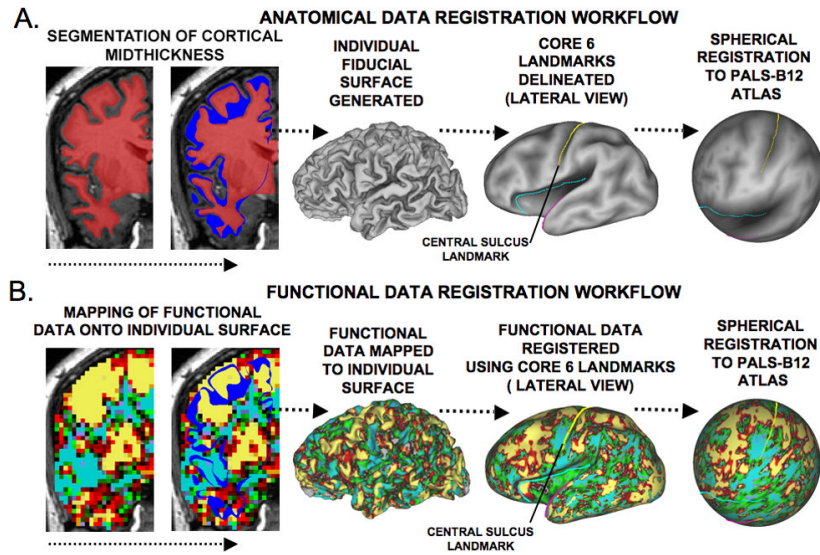 A.
ANATOMICAL DATA REGISTRATION WORKFLOW
SEGMENTATION OF CORTICAL
MIDTHICKNESS
INDIVIDUAL
FIDUCIAL
SURFACE
GENERATED
CORE 6
LANDMARKS
DELINEATED
(LATERAL VIEW)
SPHERICAL
REGISTRATION
TO PALS-B12
ATLAS
CENTRAL SULCUS
LANDMARK
B.
FUNCTIONAL DATA REGISTRATION WORKFLOW
MAPPING OF FUNCTIONAL
DATA ONTO INDIVIDUAL SURFACE
FUNCTIONAL
DATA MAPPED
TO INDIVIDUAL
SURFACE
FUNCTIONAL DATA
REGISTERED
USING CORE 6 LANDMARKS
( LATERAL VIEW)
SPHERICAL
REGISTRATION
TO PALS-B12
ATLAS
CENTRAL SULCUS
LANDMARK